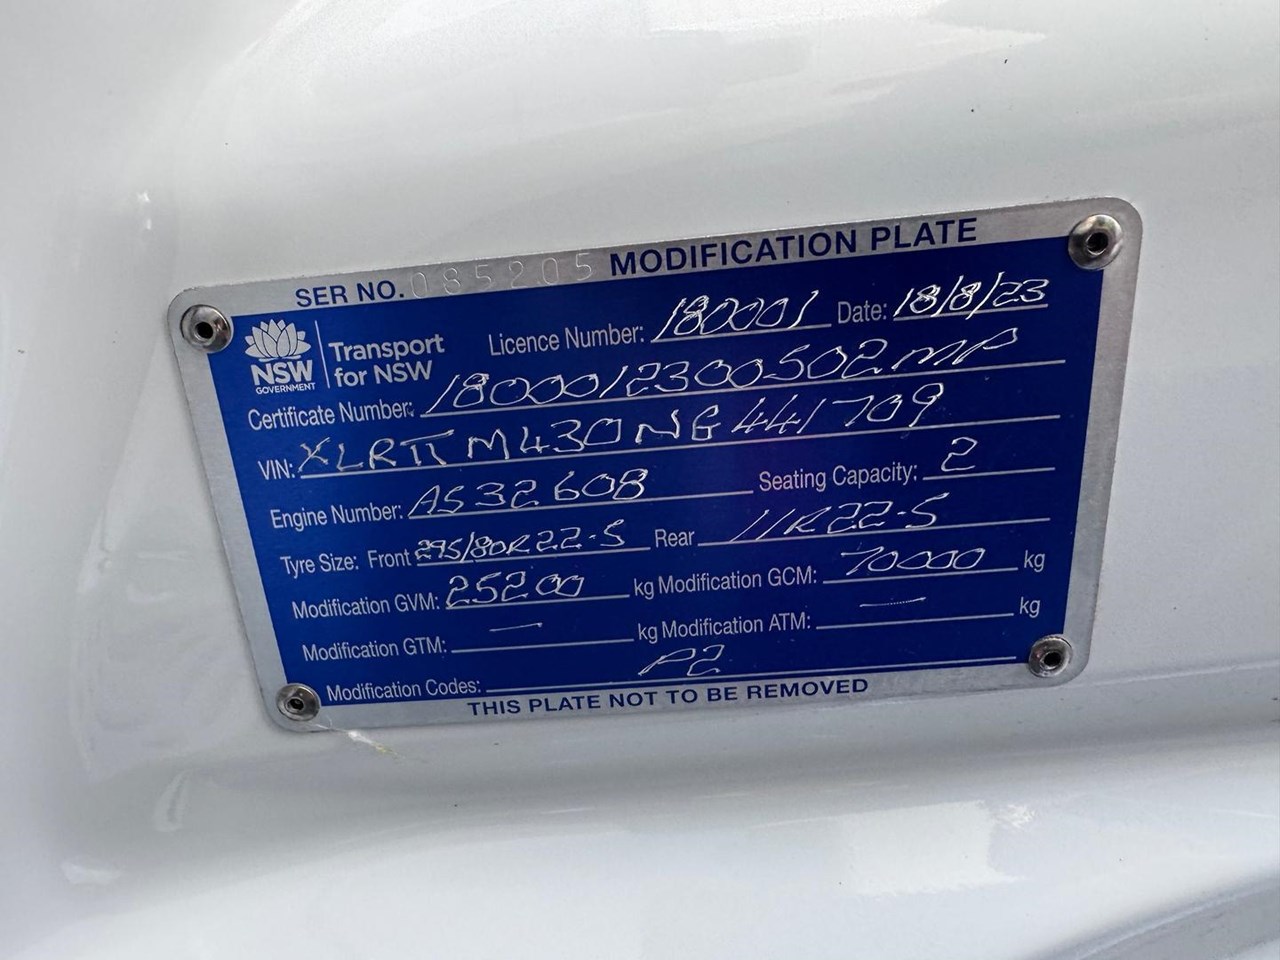 SER NO. 085205 MODIFICATION PLATE
NSW GOVERNMENT Transport for NSW
Licence Number: 180001 Date: 18/8/23
Certificate Number: 1800012300502MP
VIN: XLRTTM430NG441709
Engine Number: AS32608 Seating Capacity: 2
Tyre Size: Front 295/80R22-5 Rear 11R22-5
Modification GVM: 25200 kg Modification GCM: 70000 kg
Modification GTM: — kg Modification ATM: — kg
Modification Codes: P2
THIS PLATE NOT TO BE REMOVED